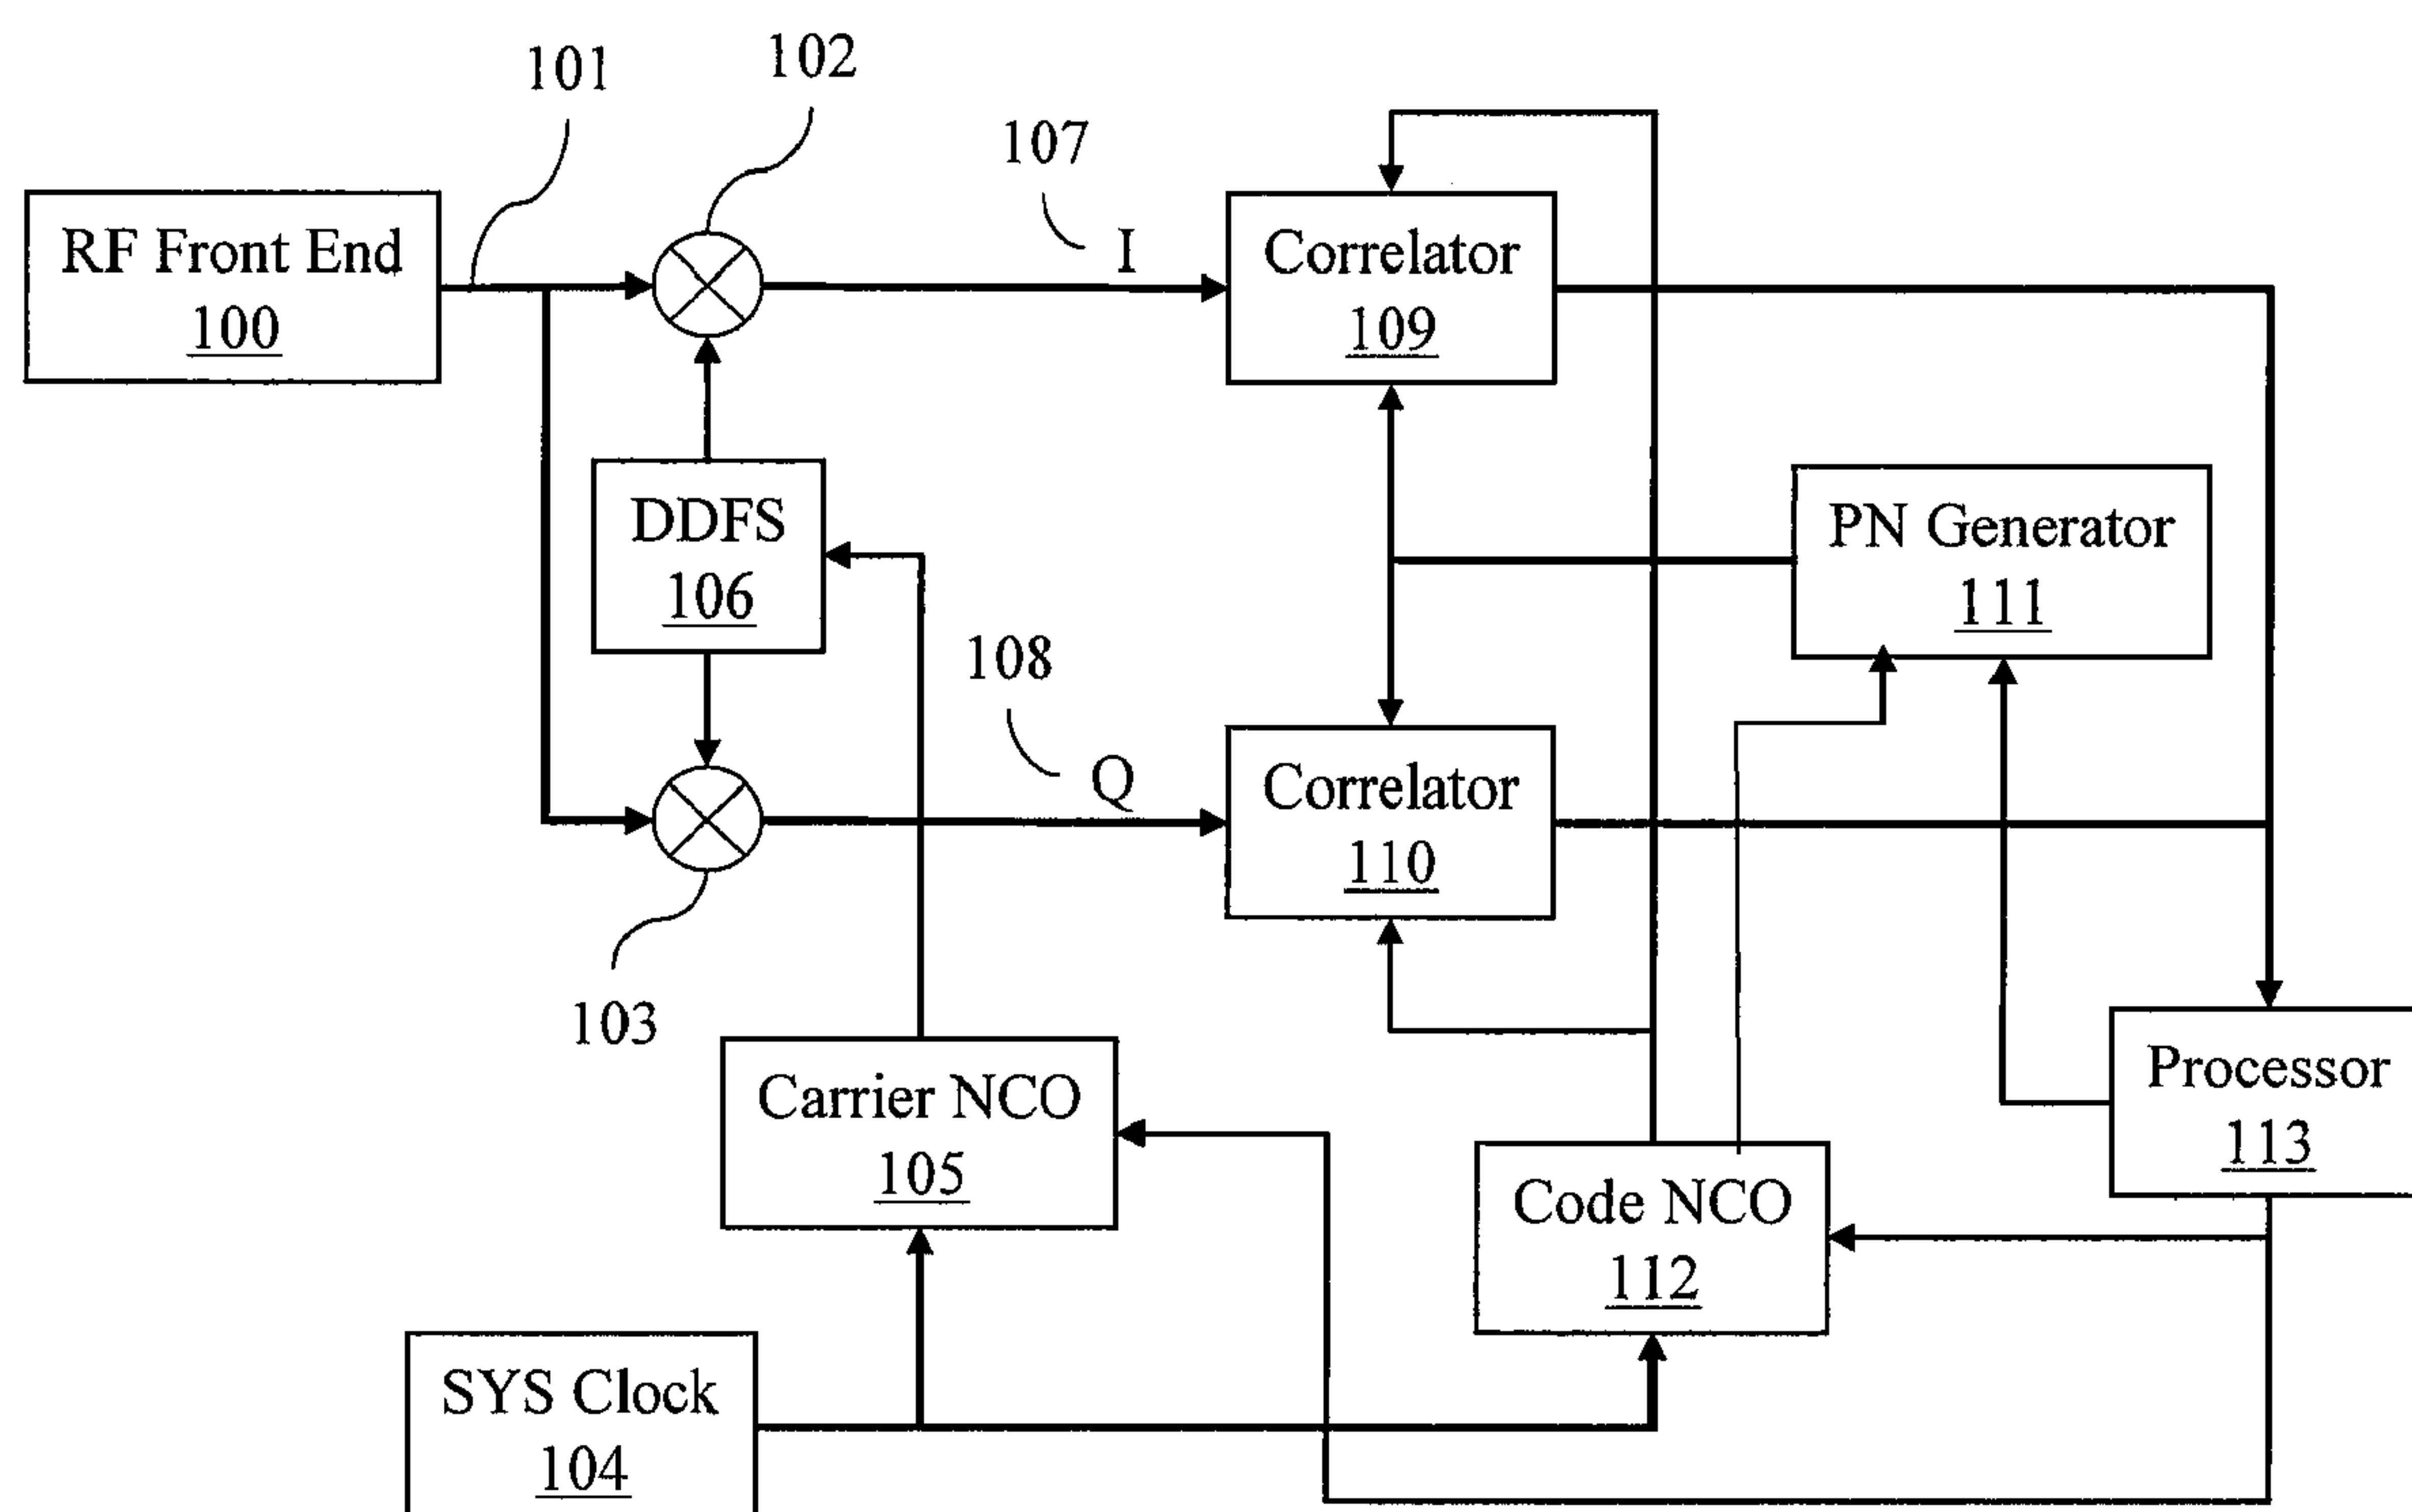 101
102
107
I
RF Front End
100
Correlator
109
DDFS
106
PN Generator
111
108
Q
Correlator
110
103
Carrier NCO
105
Processor
113
Code NCO
112
SYS Clock
104